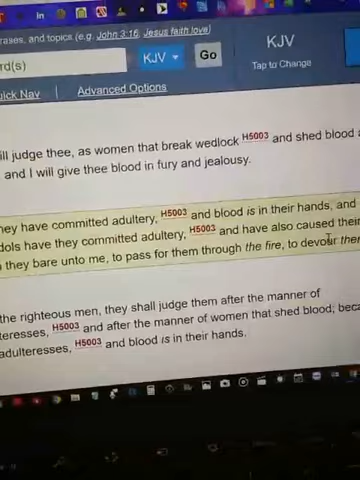 rases, and topics (e.g. John 3:16, Jesus faith love)
rd(s)
KJV
Go
KJV
Tap to Change
uick Nav | Advanced Options
ill judge thee, as women that break wedlock H5003 and shed blood a
and I will give thee blood in fury and jealousy.
hey have committed adultery, H5003 and blood is in their hands, and
dols have they committed adultery, H5003 and have also caused their
they bare unto me, to pass for them through the fire, to devour them
the righteous men, they shall judge them after the manner of
teresses, H5003 and after the manner of women that shed blood; beca
adulteresses, H5003 and blood is in their hands.